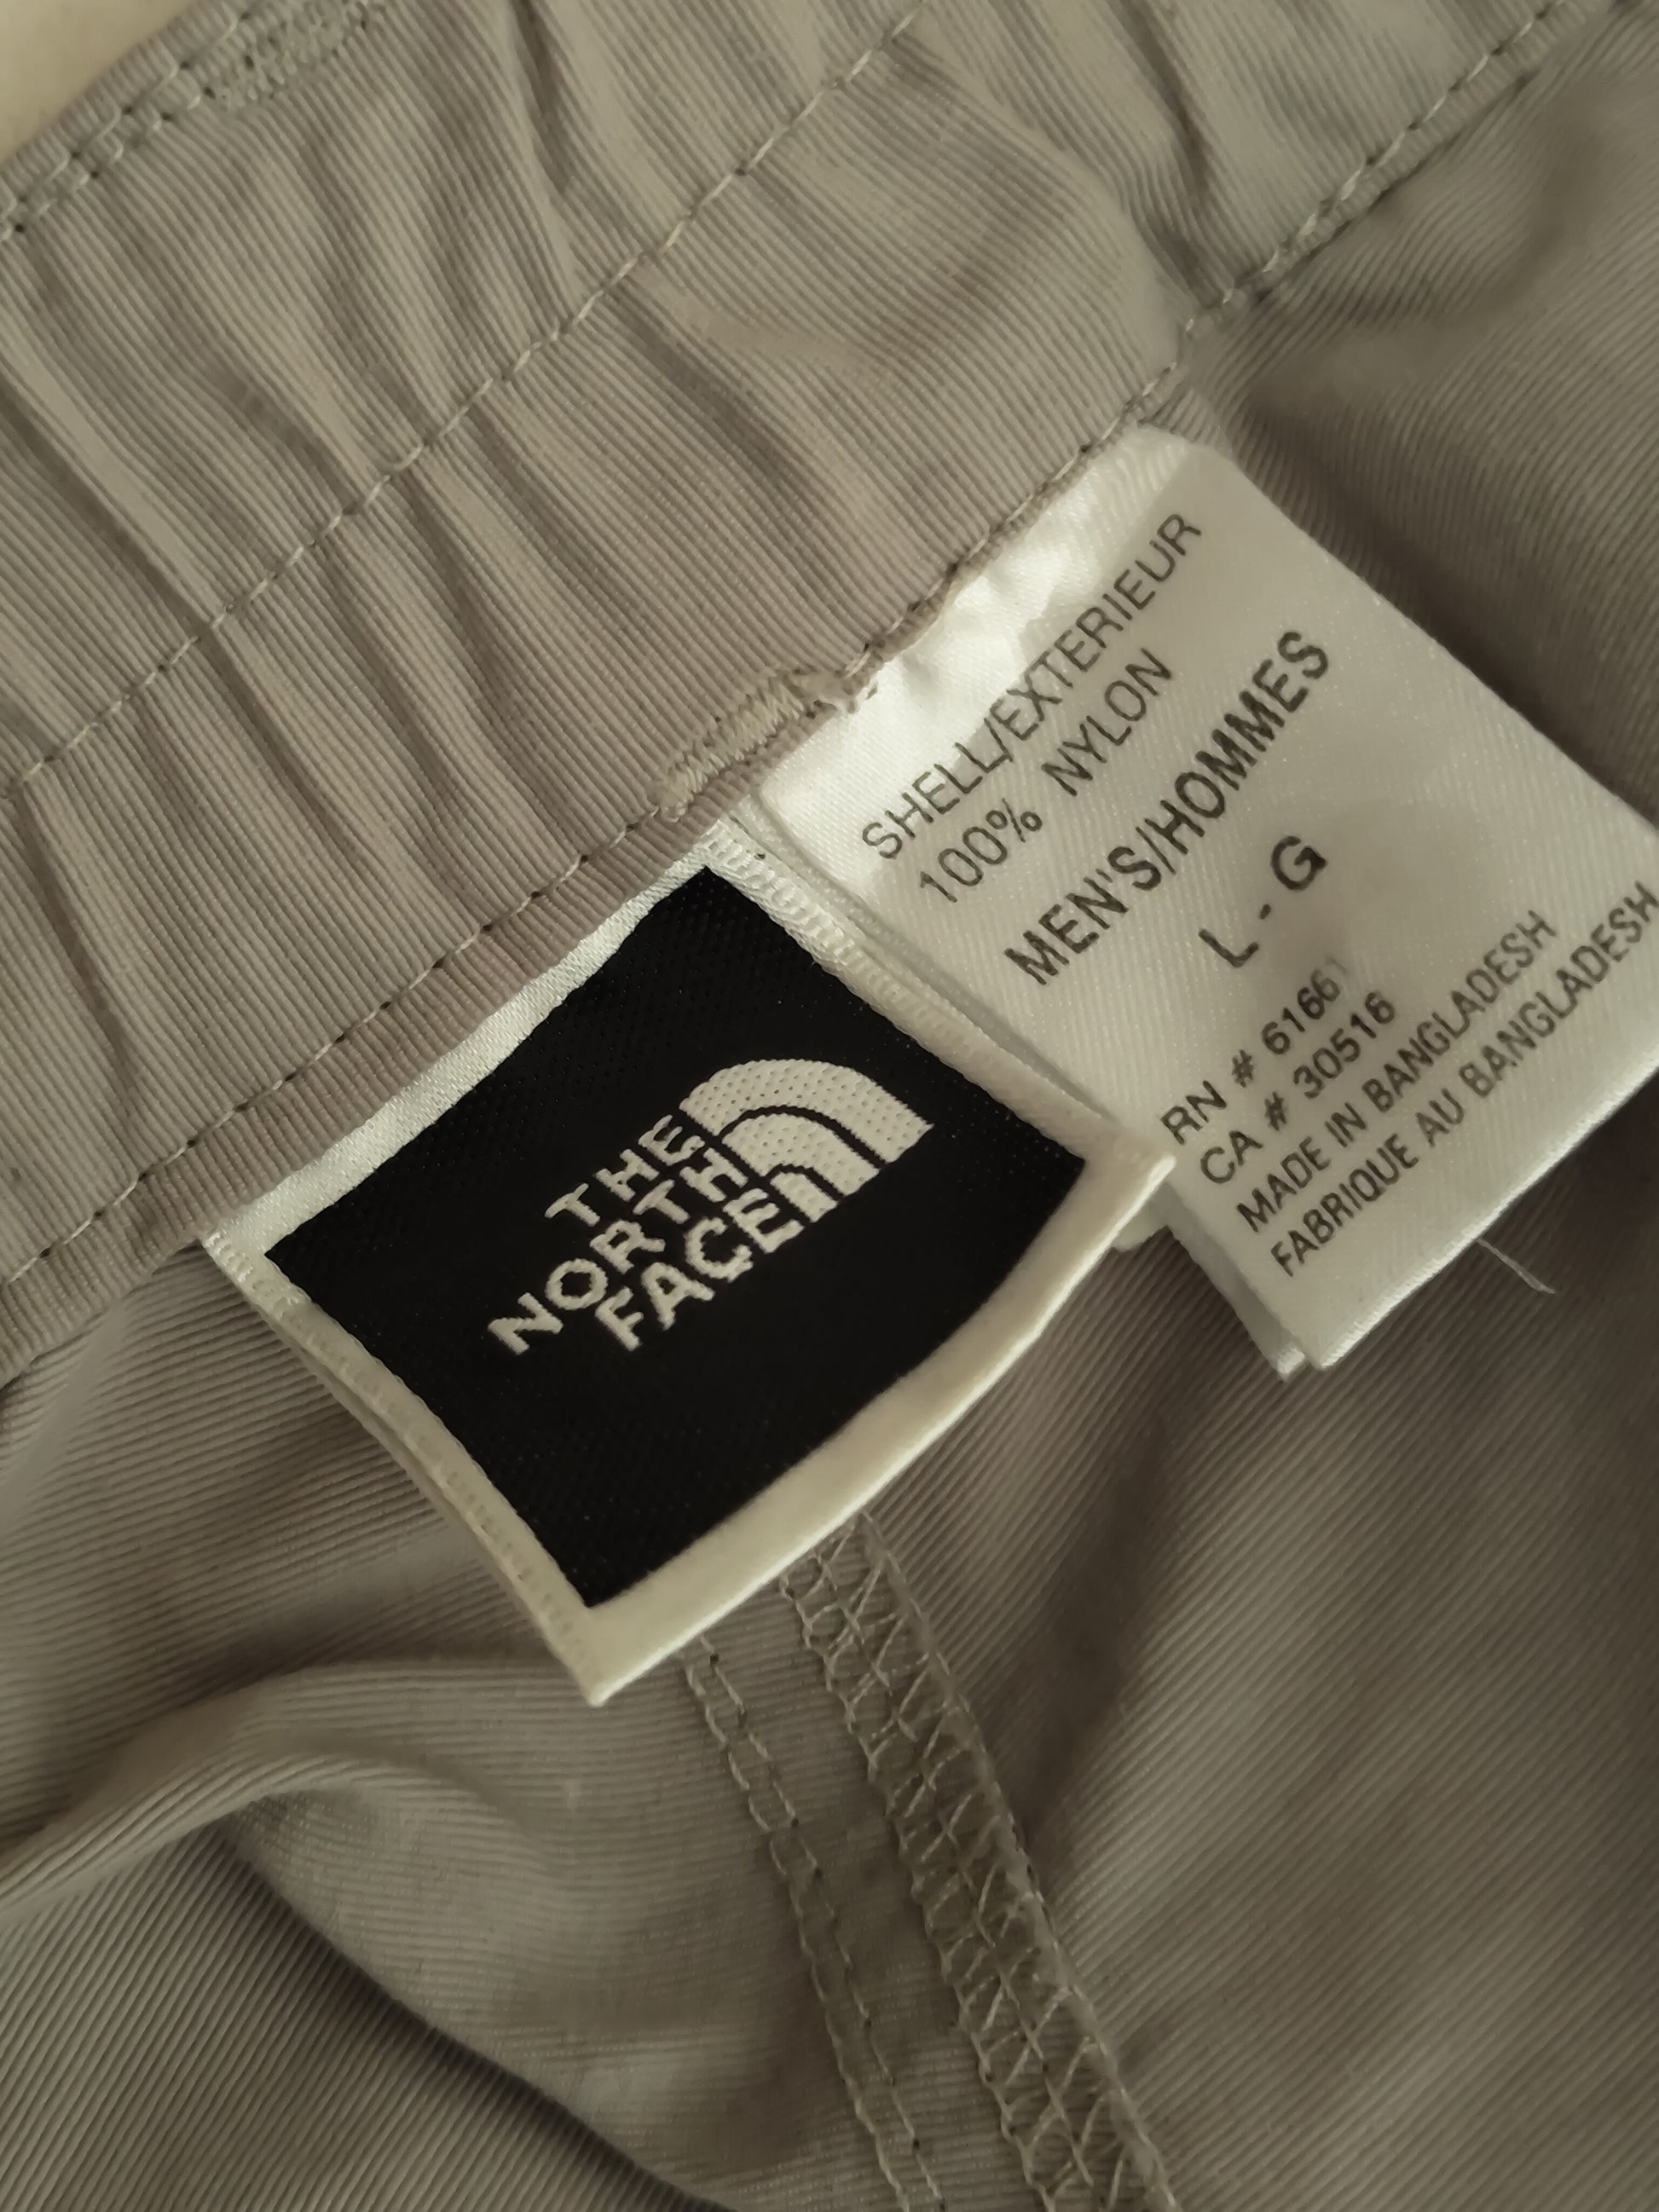 THE
NORTH
FACE
SHELL/EXTERIEUR
100% NYLON
MEN'S/HOMMES
L - G
RN # 61661
CA # 30516
MADE IN BANGLADESH
FABRIQUE AU BANGLADESH